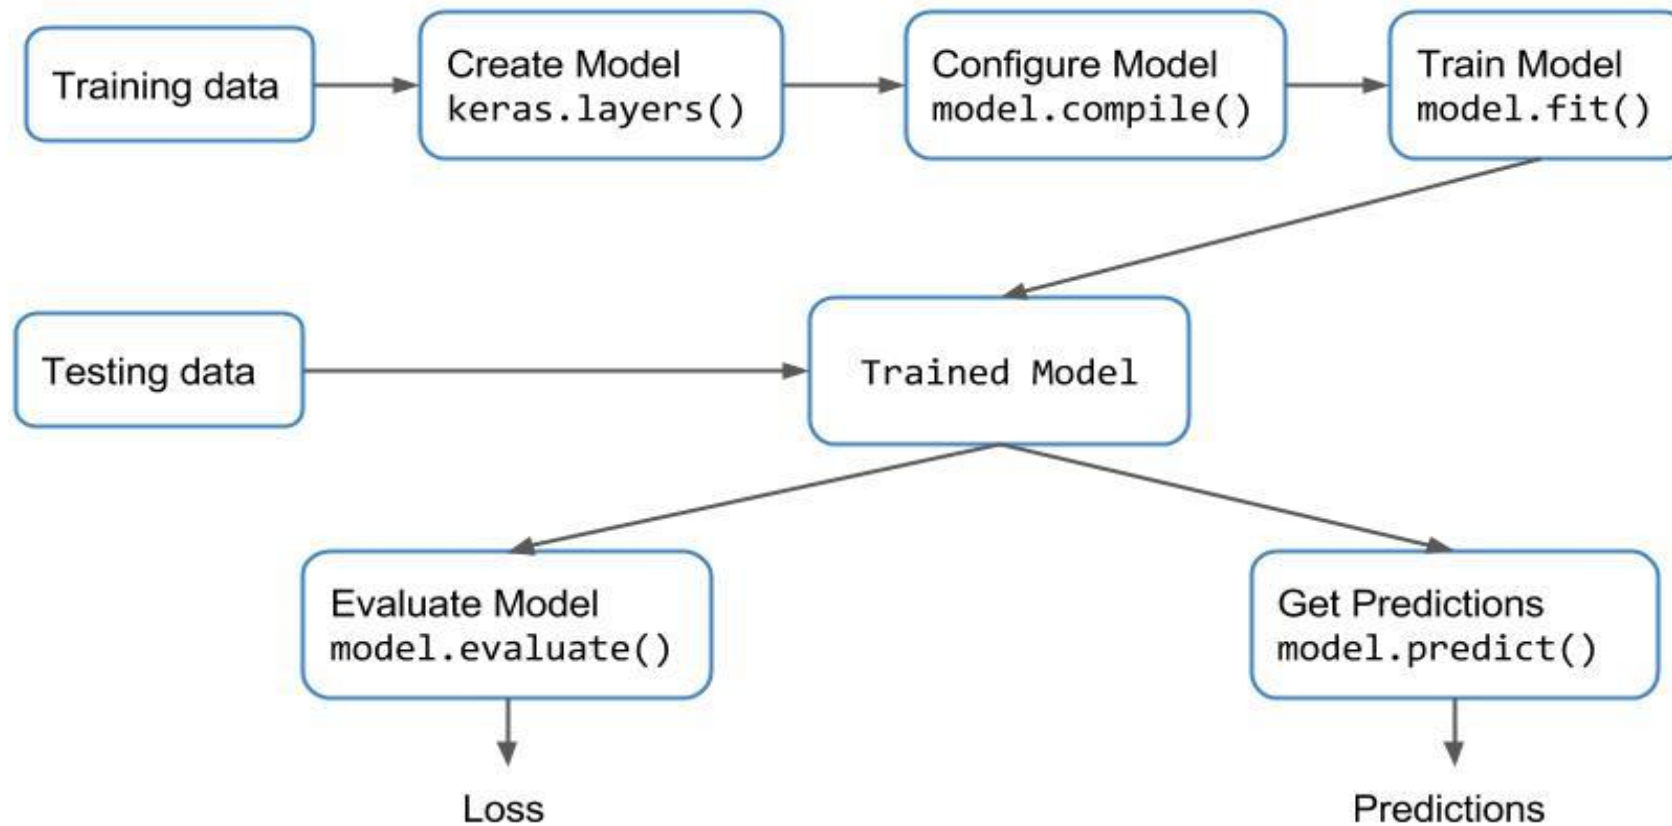 Training data
Create Model
keras.layers()
Configure Model
model.compile()
Train Model
model.fit()
Testing data
Trained Model
Evaluate Model
model.evaluate()
Get Predictions
model.predict()
Loss
Predictions